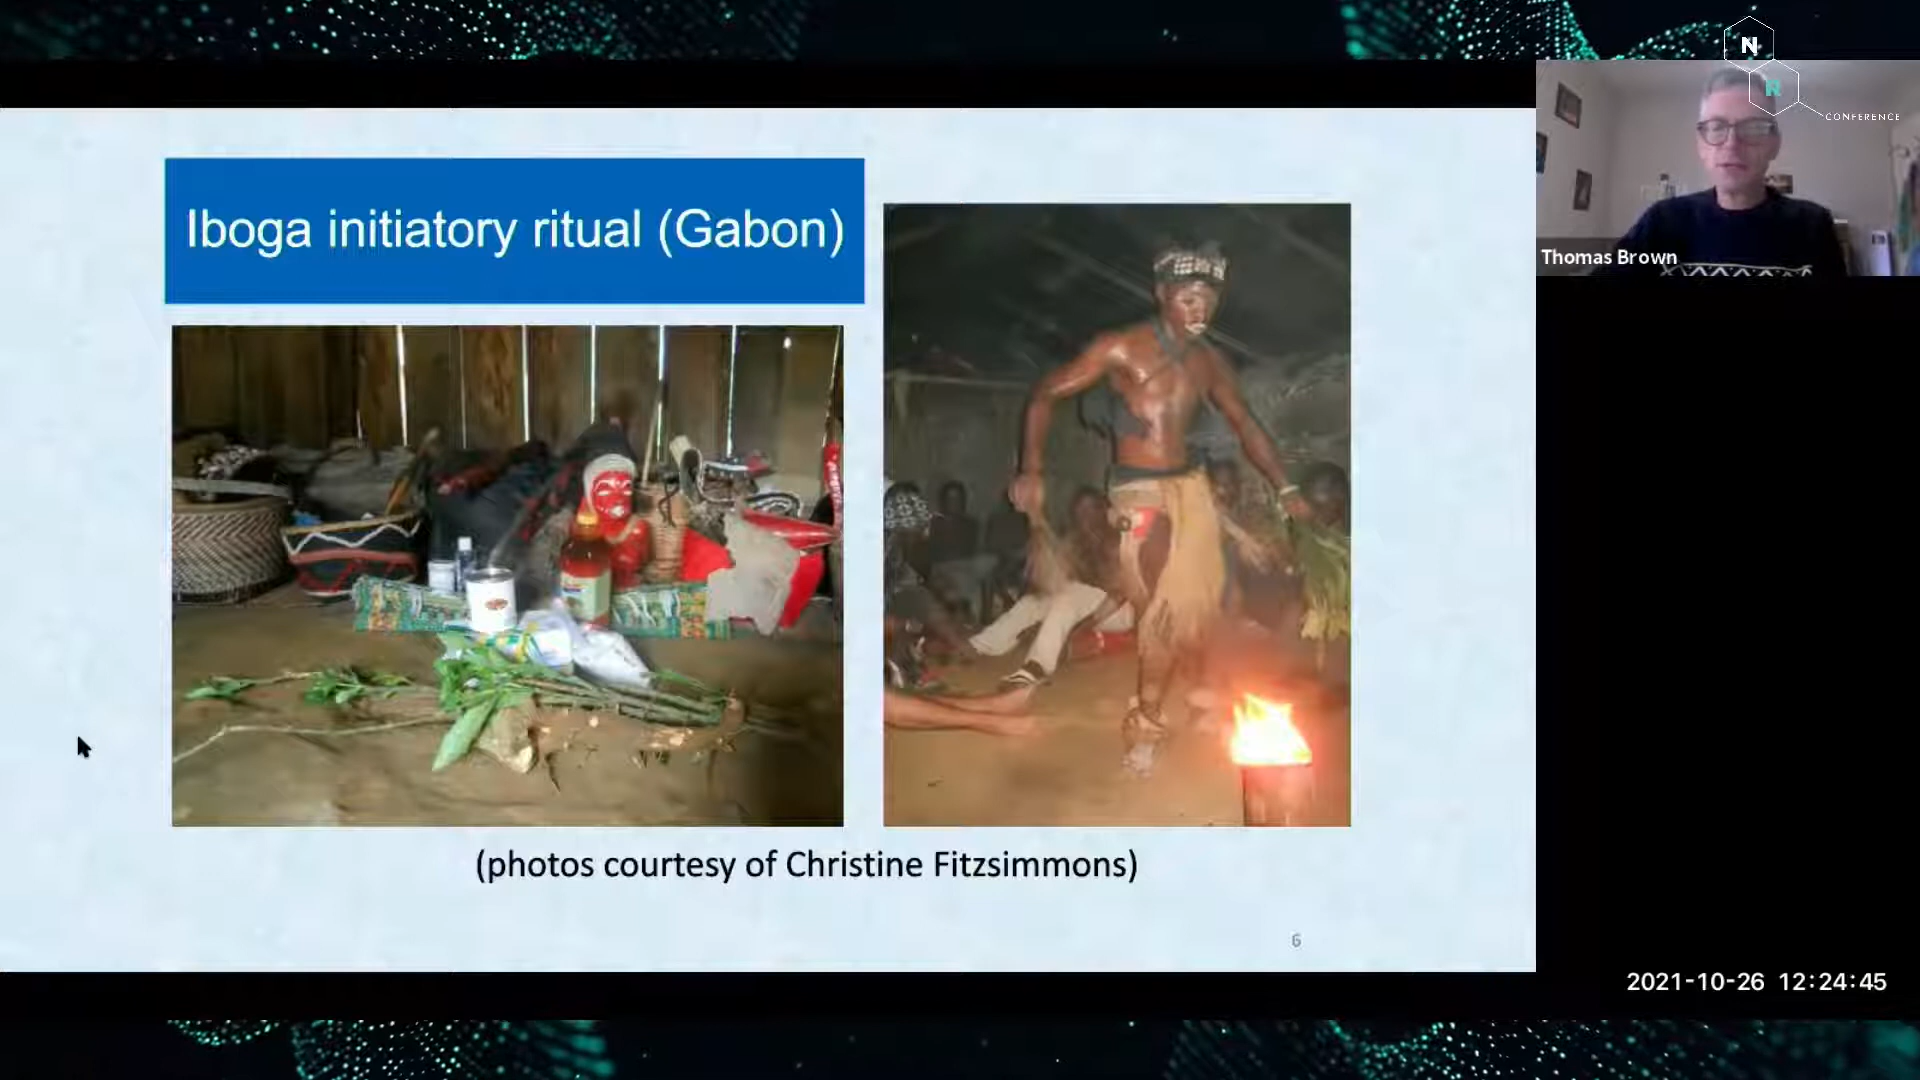 N
R
CONFERENCE
Iboga initiatory ritual (Gabon)
Thomas Brown
(photos courtesy of Christine Fitzsimmons)
6
2021-10-26 12:24:45